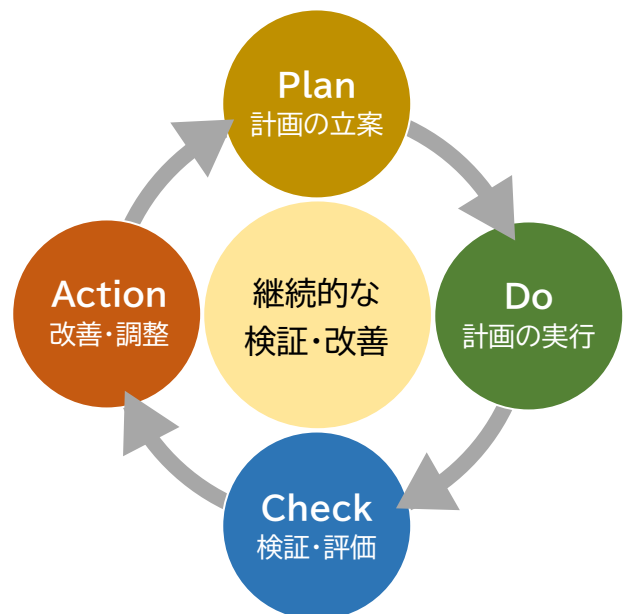 Plan
計画の立案
Do
計画の実行
Check
検証・評価
Action
改善・調整
継続的な
検証・改善